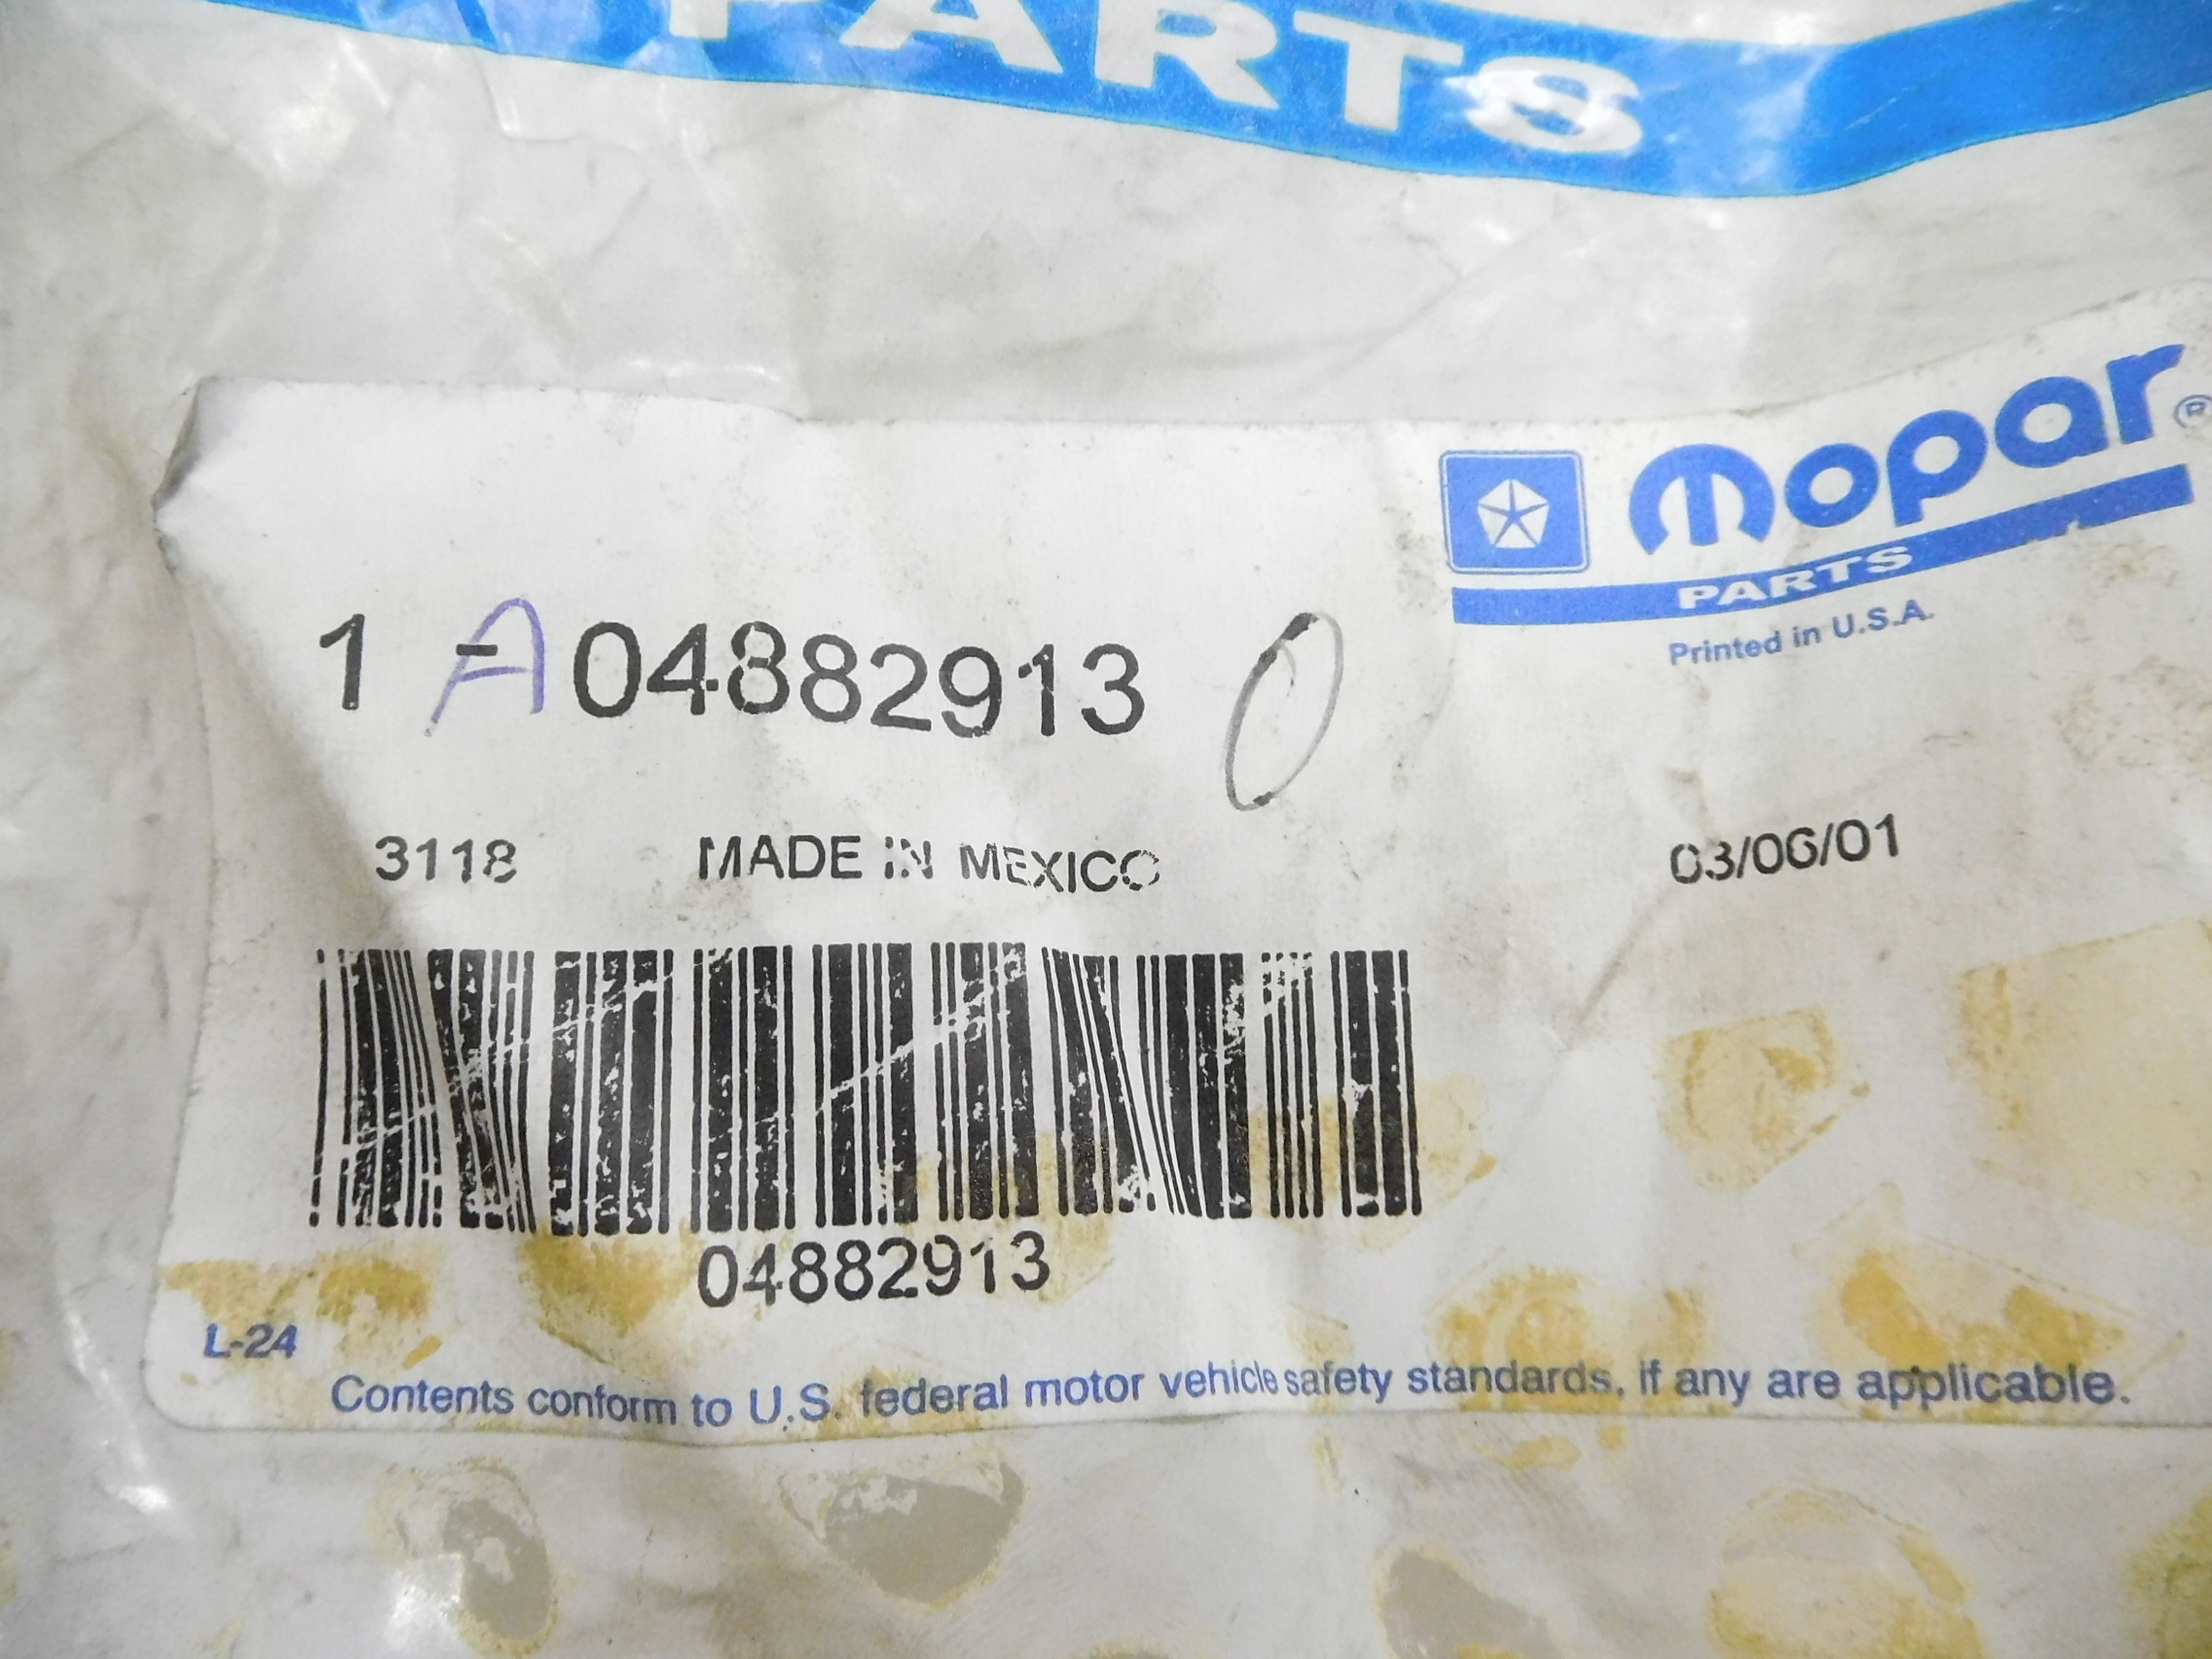 PARTS
mopar®
PARTS
Printed in U.S.A.
1 - A 04882913 0
3118 MADE IN MEXICO 03/06/01
04882913
L-24
Contents conform to U.S. federal motor vehicle safety standards, if any are applicable.